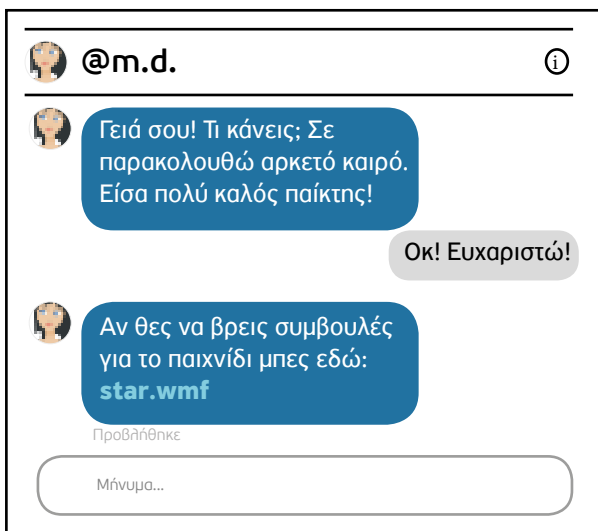 @m.d.
i
Γειά σου! Τι κάνεις; Σε
παρακολουθώ αρκετό καιρό.
Είσα πολύ καλός παίκτης!
Οκ! Ευχαριστώ!
Αν θες να βρεις συμβουλές
για το παιχνίδι μπες εδώ:
star.wmf
Προβλήθηκε
Μήνυμα...